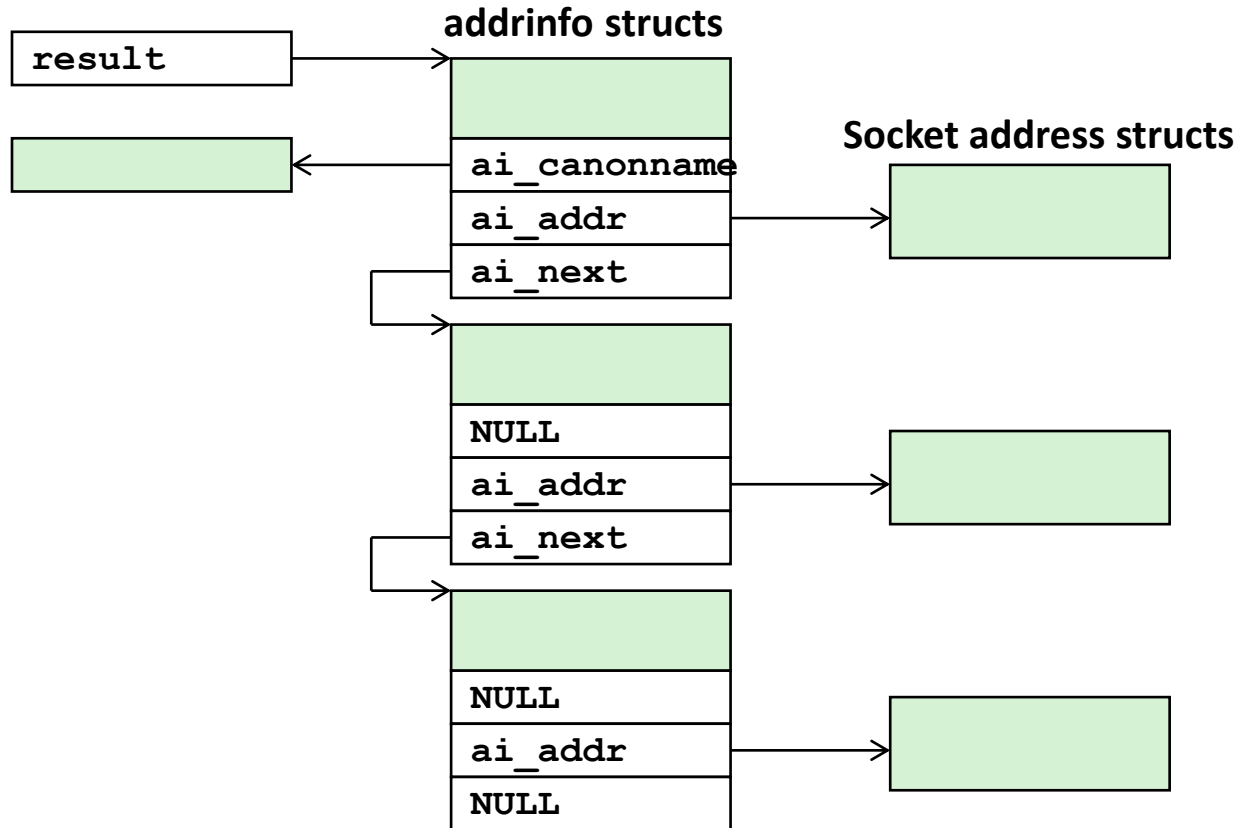 addrinfo structs
result
Socket address structs
ai_canonname
ai_addr
ai_next
NULL
ai_addr
ai_next
NULL
ai_addr
NULL